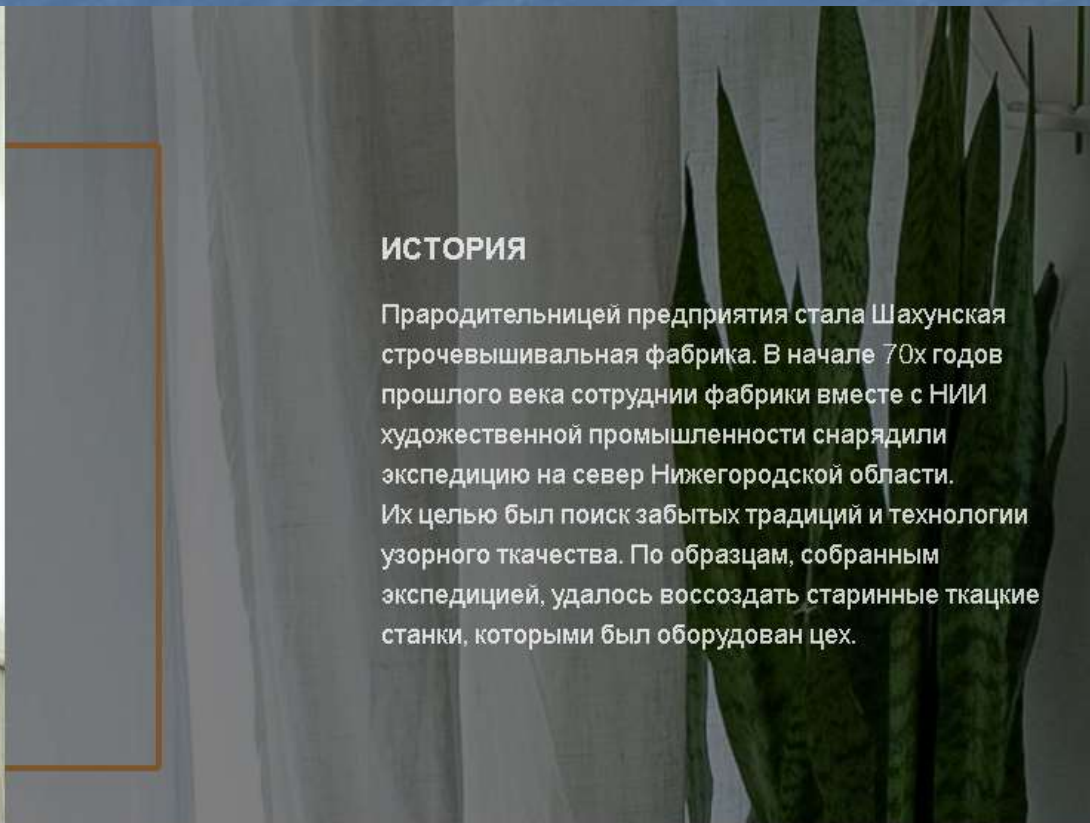 ИСТОРИЯ
Прародительницей предприятия стала Шахунская
строчевышивальная фабрика. В начале 70х годов
прошлого века сотруднии фабрики вместе с НИИ
художественной промышленности снарядили
экспедицию на север Нижегородской области.
Их целью был поиск забытых традиций и технологии
узорного ткачества. По образцам, собранным
экспедицией, удалось воссоздать старинные ткацкие
станки, которыми был оборудован цех.